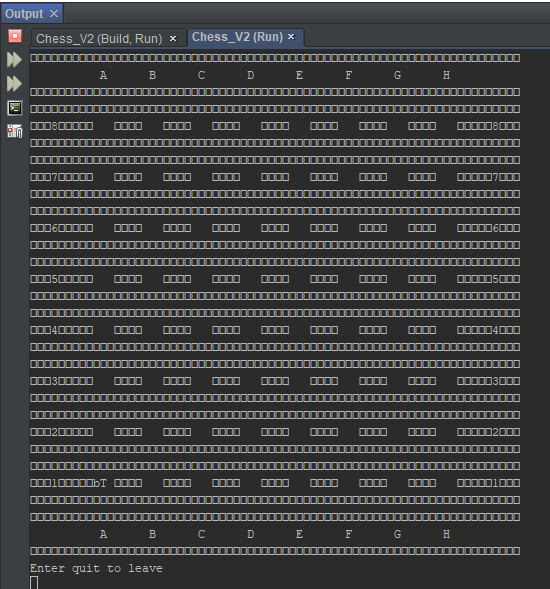 Output ×
Chess_V2 (Build, Run) × Chess_V2 (Run) ×
A B C D E F G H
8 8
7 7
6 6
5 5
4 4
3 3
2 2
1 bT 1
A B C D E F G H
Enter quit to leave